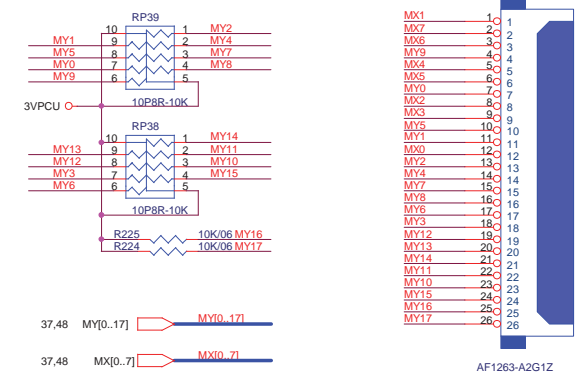 RP39
10 1 MY2
MY1 9 2 MY4
MY5 8 3 MY7
MY0 7 4 MY8
MY9 6 5
3VPCU
10P8R-10K
RP38
10 1 MY14
MY13 9 2 MY11
MY12 8 3 MY10
MY3 7 4 MY15
MY6 6 5
10P8R-10K
R225 10K/06 MY16
R224 10K/06 MY17
37,48 MY[0..17] MY[0..17]
37,48 MX[0..7] MX[0..7]
MX1 1 1
MX7 2 2
MX6 3 3
MY9 4 4
MX4 5 5
MX5 6 6
MY0 7 7
MX2 8 8
MX3 9 9
MY5 10 10
MY1 11 11
MX0 12 12
MY2 13 13
MY4 14 14
MY7 15 15
MY8 16 16
MY6 17 17
MY3 18 18
MY12 19 19
MY13 20 20
MY14 21 21
MY11 22 22
MY10 23 23
MY15 24 24
MY16 25 25
MY17 26 26
AF1263-A2G1Z